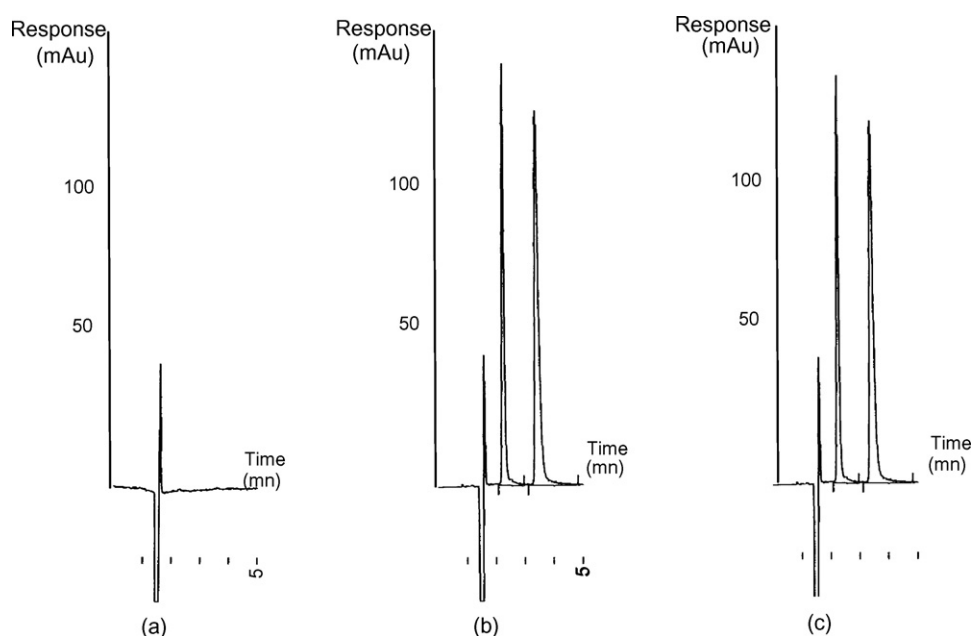 Response
(mAu)
100
50
Time
(mn)
5
(a)
Response
(mAu)
100
50
Time
(mn)
5
(b)
Response
(mAu)
100
50
Time
(mn)
(c)